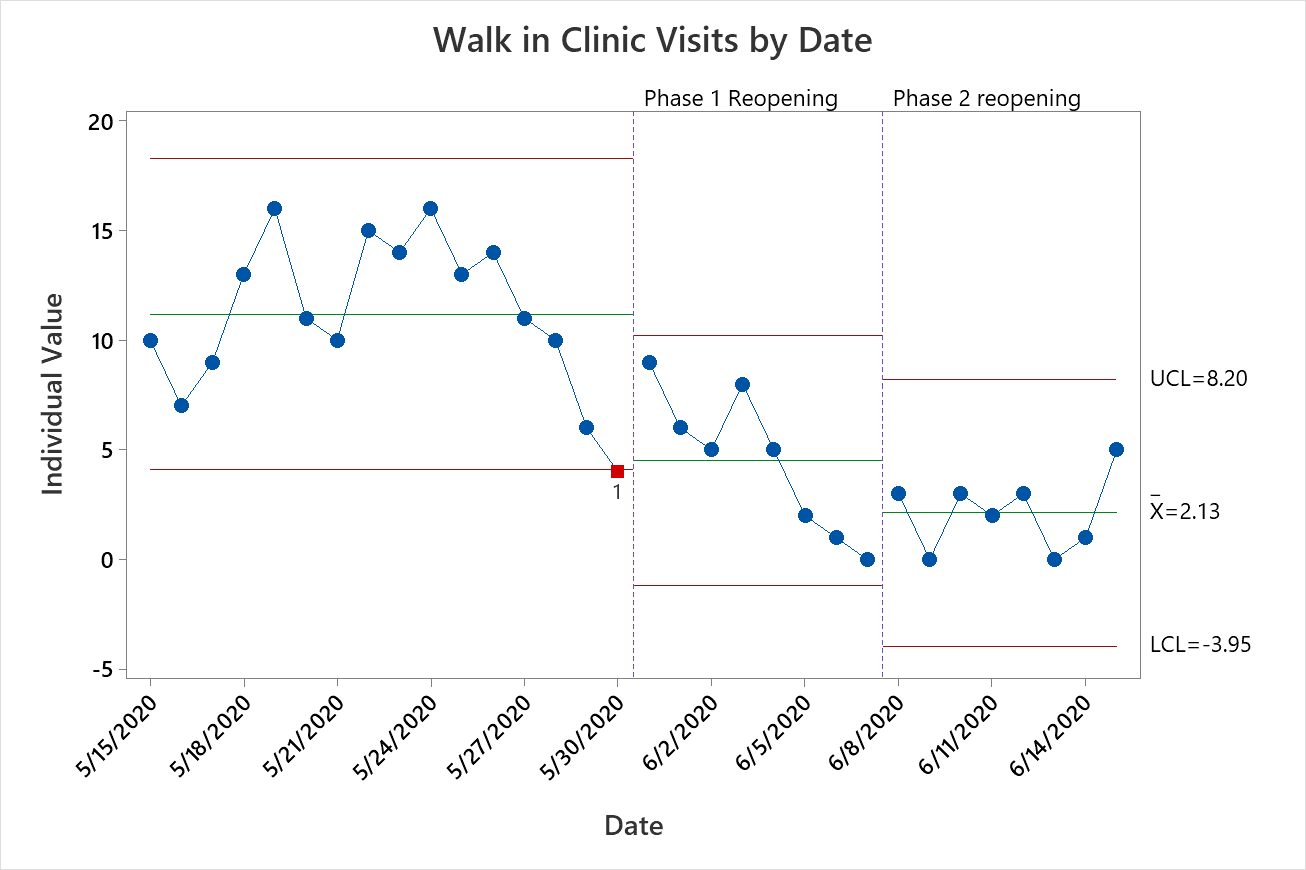 Walk in Clinic Visits by Date
Phase 1 Reopening
Phase 2 reopening
Individual Value
20
15
10
5
0
-5
1
UCL=8.20
X̅=2.13
LCL=-3.95
5/15/2020
5/18/2020
5/21/2020
5/24/2020
5/27/2020
5/30/2020
6/2/2020
6/5/2020
6/8/2020
6/11/2020
6/14/2020
Date